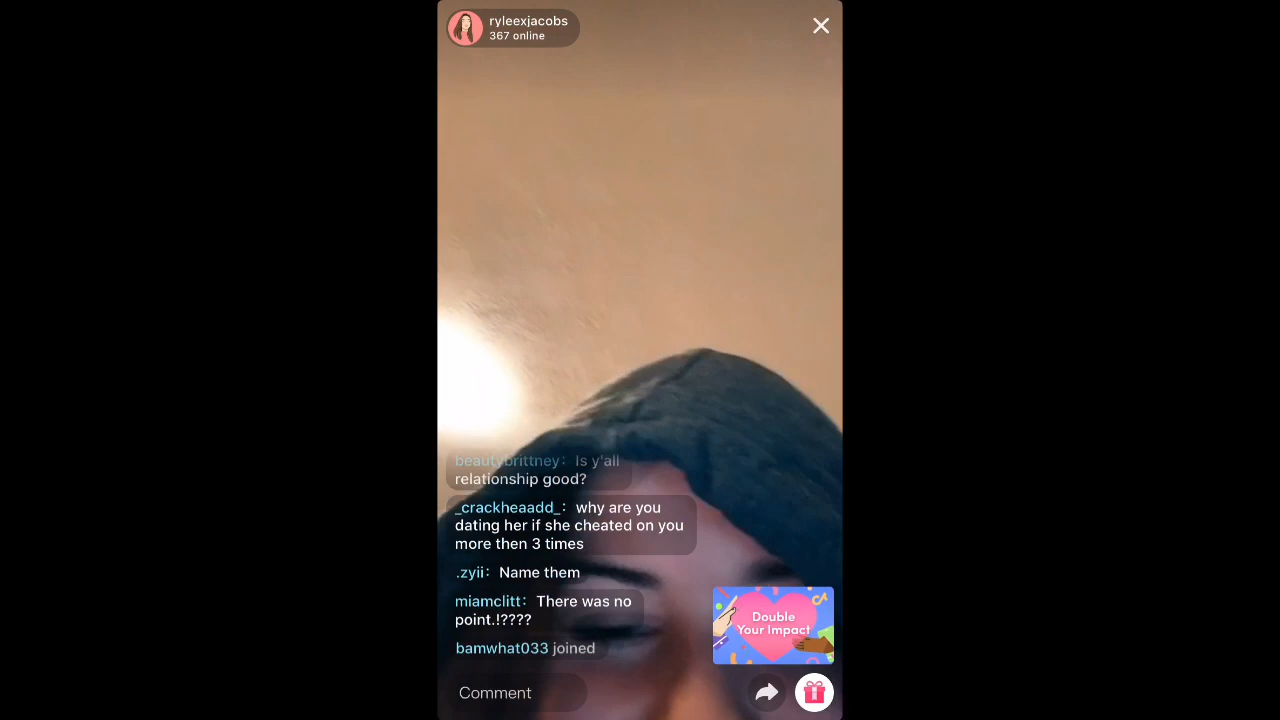 ryleexjacobs
367 online
beautybrittney: Is y'all
relationship good?
_crackheaadd_: why are you
dating her if she cheated on you
more then 3 times
.zyii: Name them
miamclitt: There was no
point.!????
bamwhat033 joined
Double
Your Impact
Comment